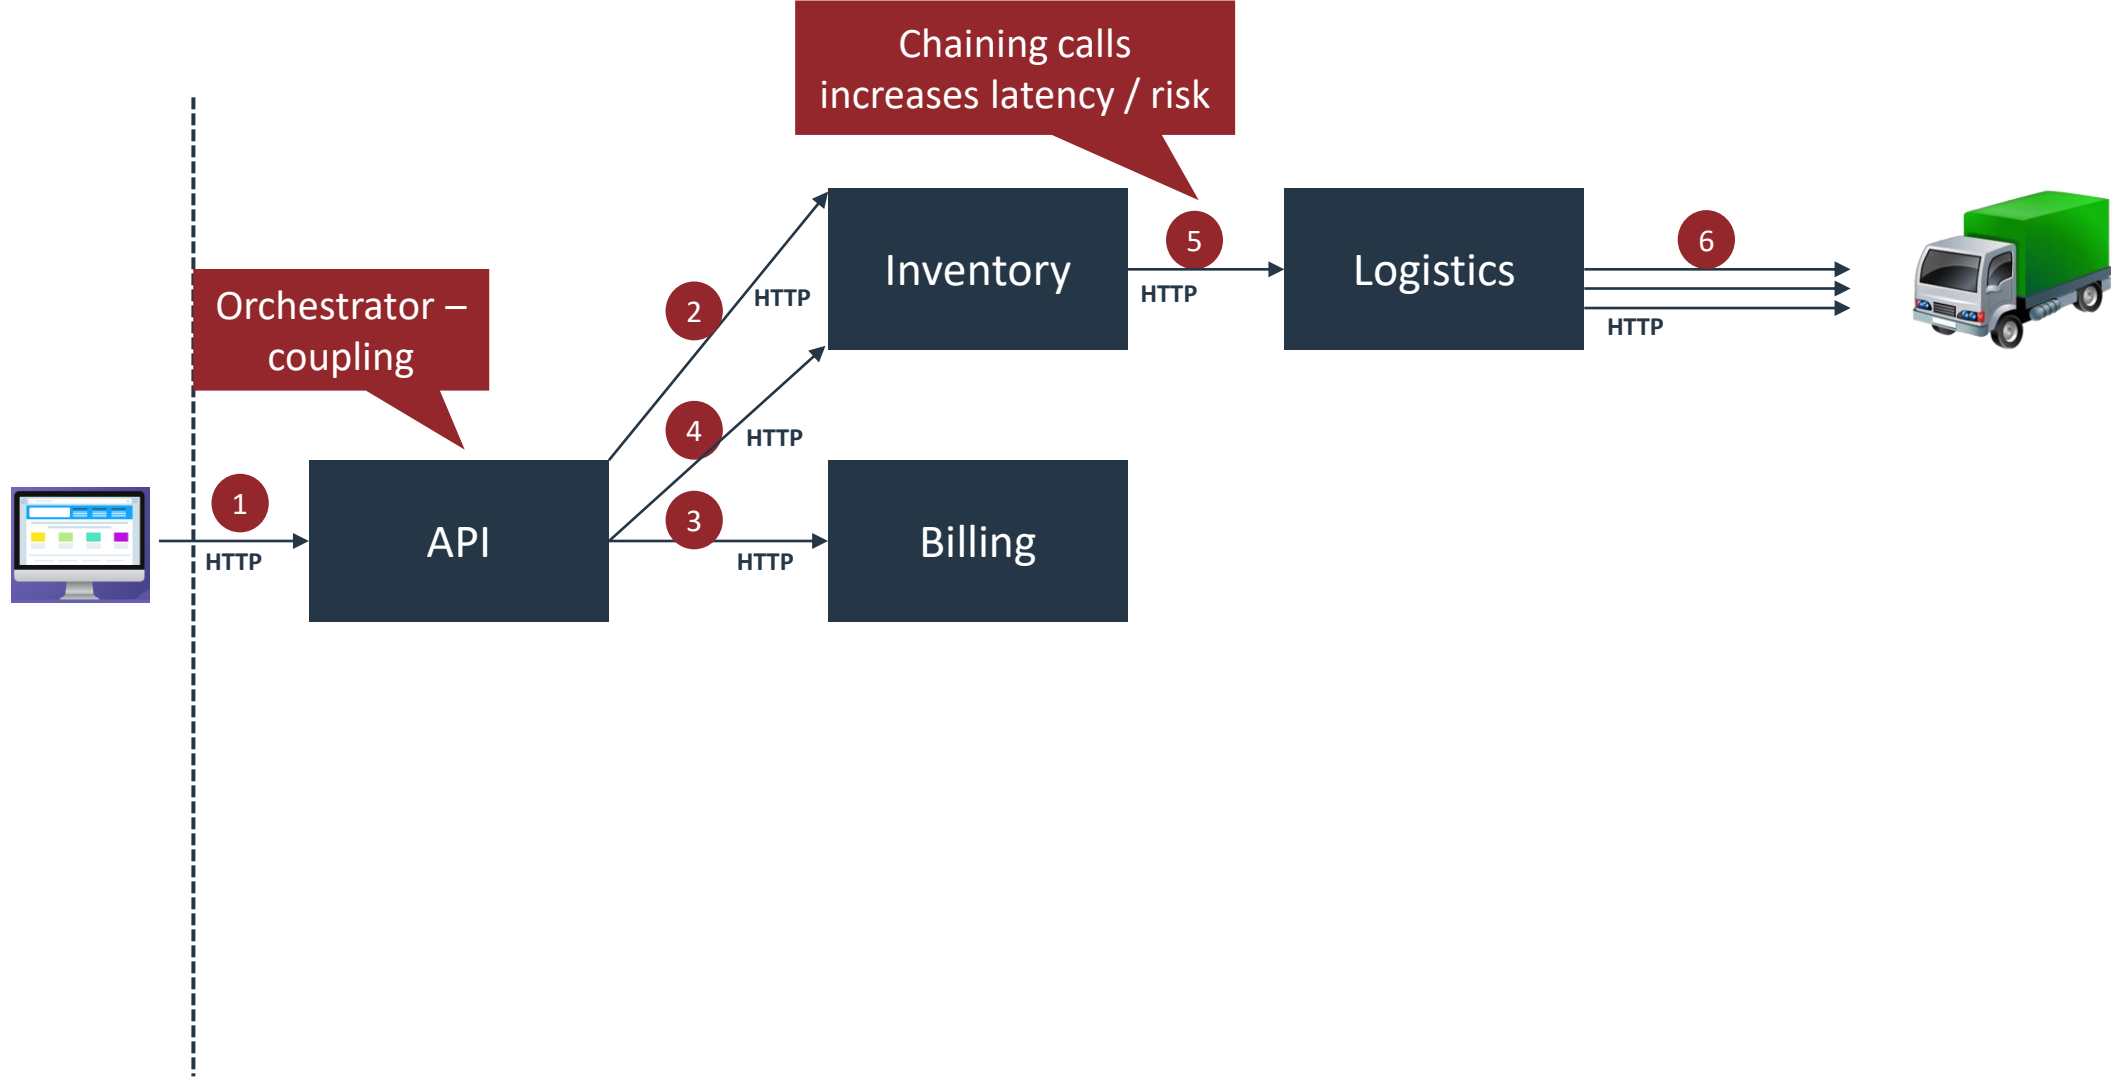 Chaining calls
increases latency / risk
Orchestrator –
coupling
2
HTTP
Inventory
5
HTTP
Logistics
6
HTTP
4
HTTP
1
HTTP
API
3
HTTP
Billing